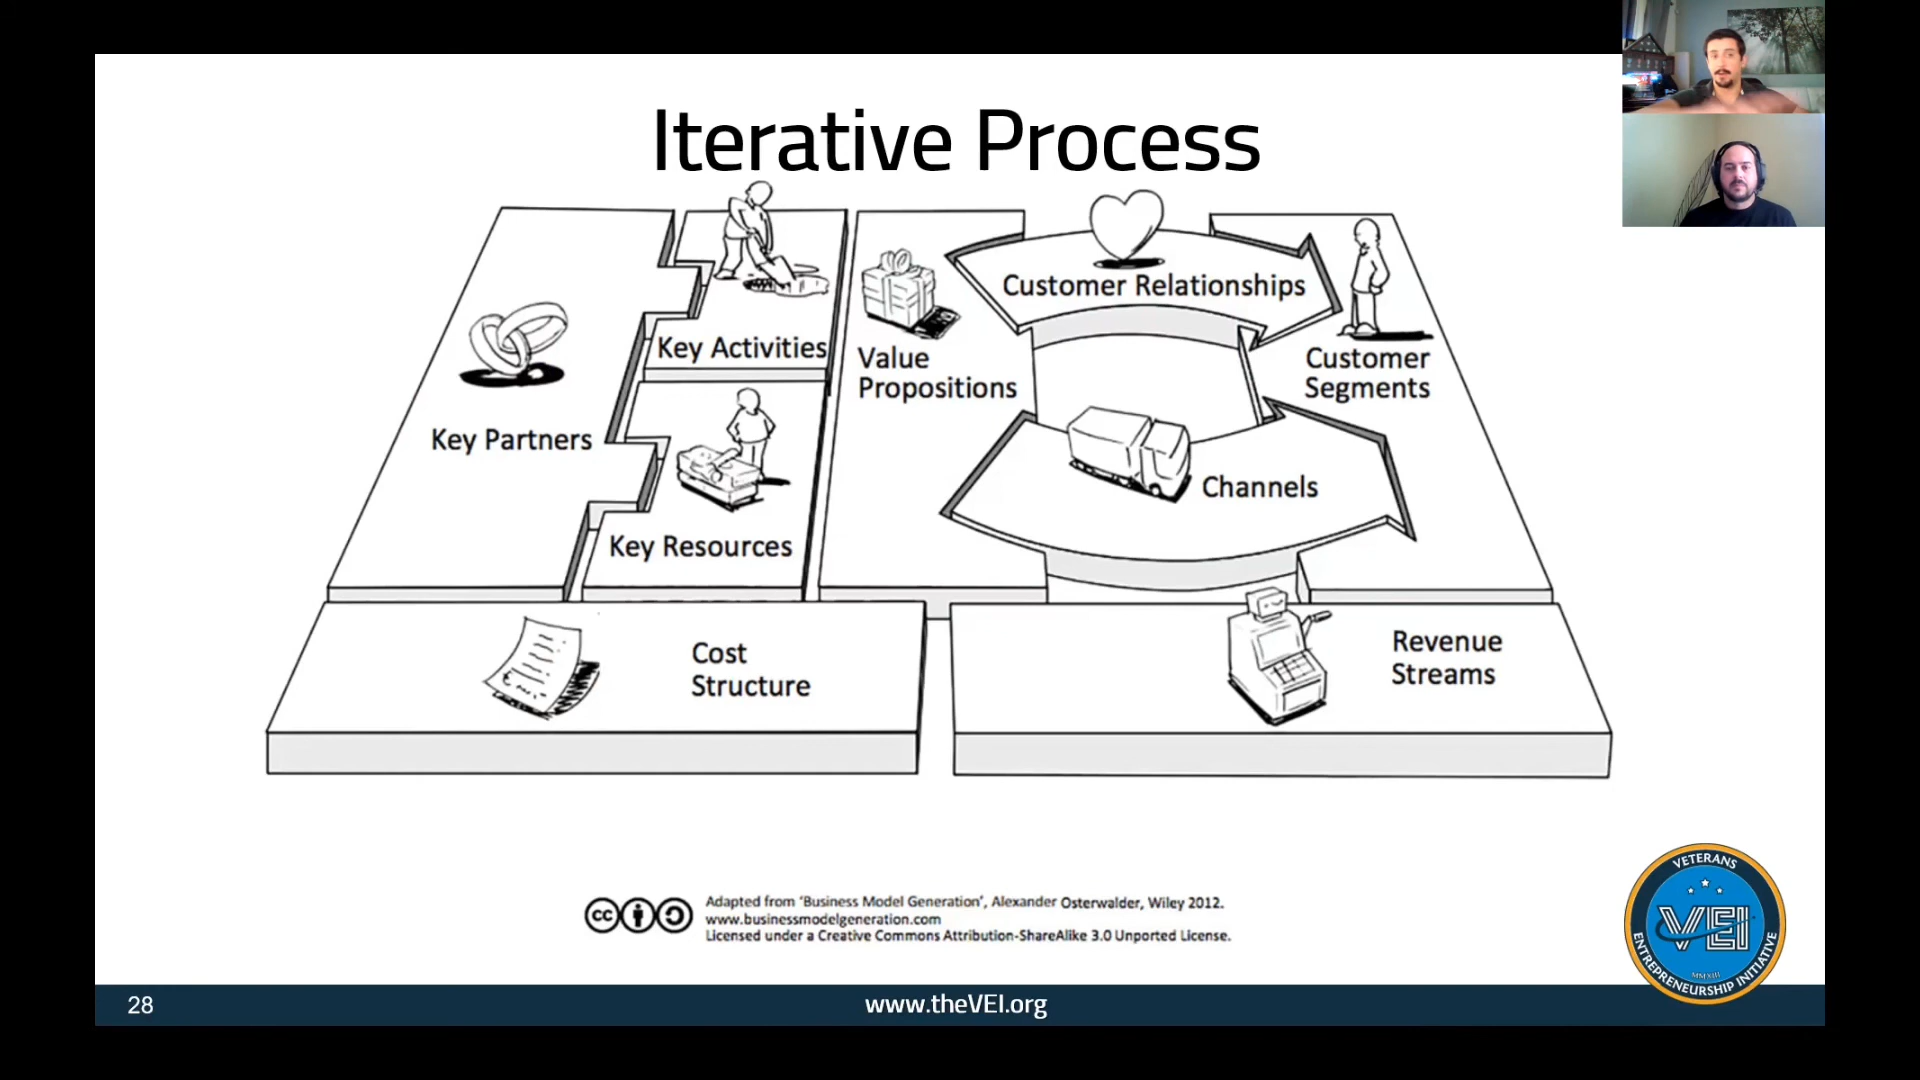 Iterative Process
Customer Relationships
Key Activities
Value
Propositions
Customer
Segments
Key Partners
Channels
Key Resources
Cost
Structure
Revenue
Streams
cc
Adapted from 'Business Model Generation', Alexander Osterwalder, Wiley 2012.
www.businessmodelgeneration.com
Licensed under a Creative Commons Attribution-ShareAlike 3.0 Unported License.
VETERANS
VEI
MMXIII
ENTREPRENEURSHIP INITIATIVE
28
www.theVEI.org